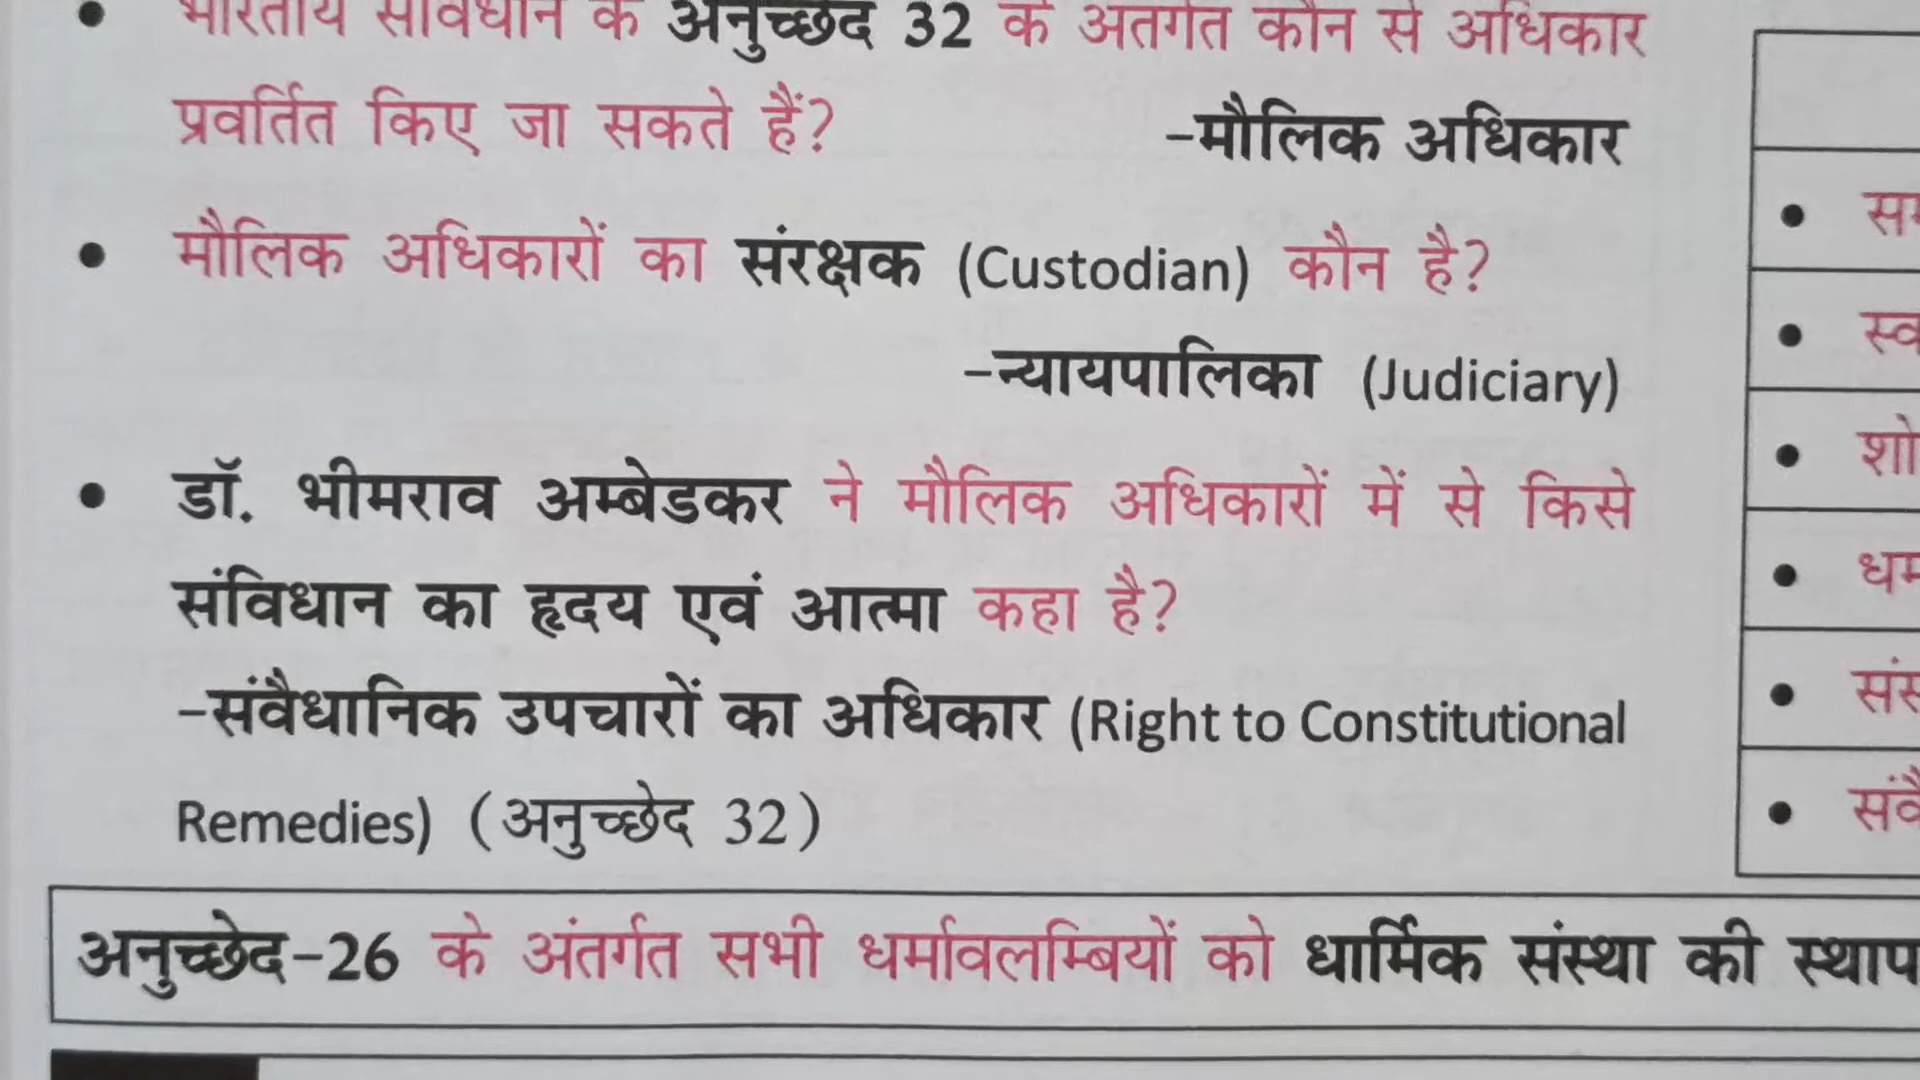 भारतीय संविधान के अनुच्छेद 32 के अंतर्गत कौन से अधिकार
प्रवर्तित किए जा सकते हैं?
–मौलिक अधिकार
मौलिक अधिकारों का संरक्षक (Custodian) कौन है?
–न्यायपालिका (Judiciary)
डॉ. भीमराव अम्बेडकर ने मौलिक अधिकारों में से किसे
संविधान का हृदय एवं आत्मा कहा है?
–संवैधानिक उपचारों का अधिकार (Right to Constitutional
Remedies) (अनुच्छेद 32)
अनुच्छेद–26 के अंतर्गत सभी धर्मावलम्बियों को धार्मिक संस्था की